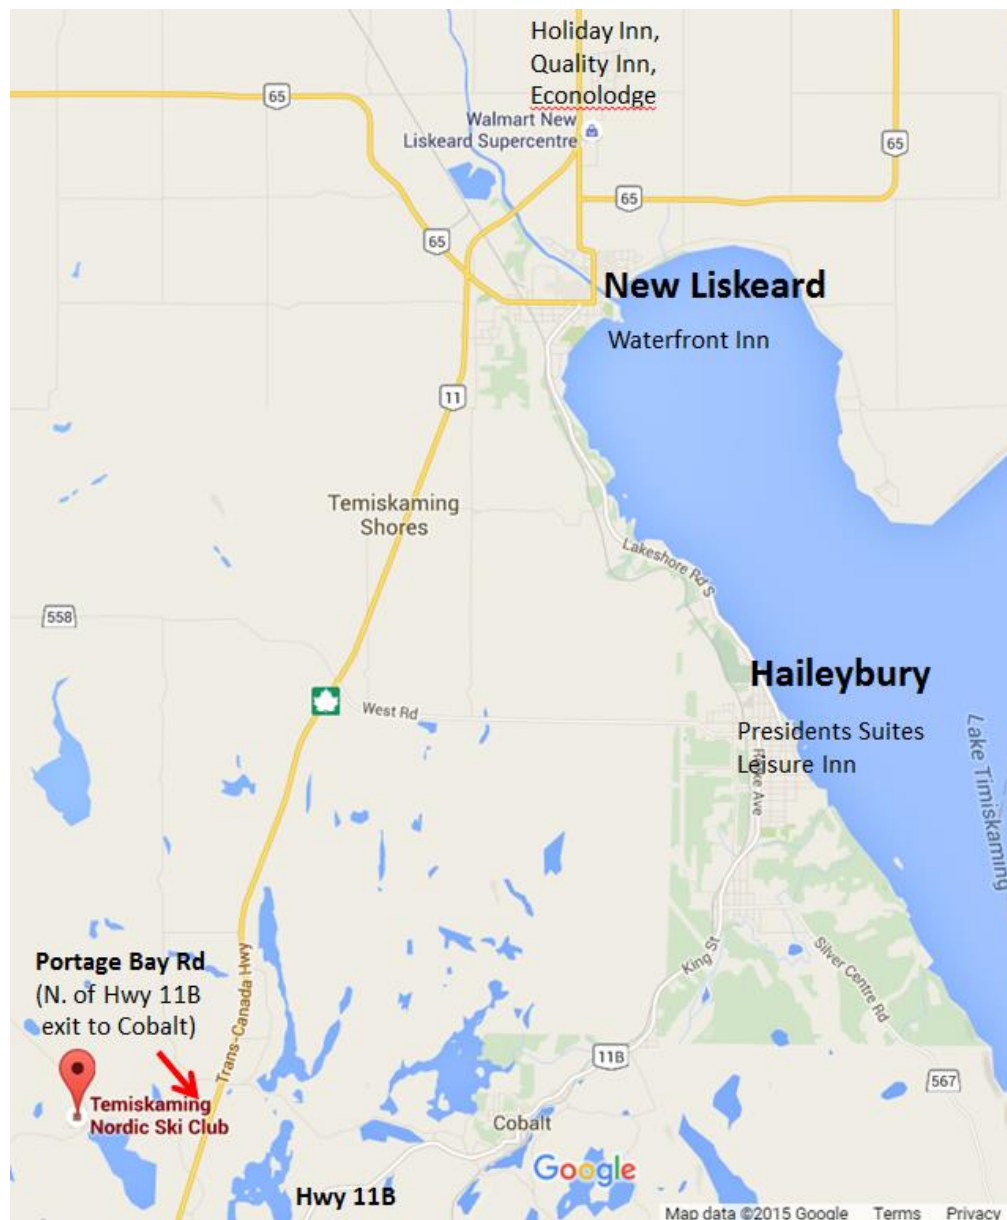 Holiday Inn,
Quality Inn,
Econolodge
65
Walmart New
Liskeard Supercentre
65
65
65
New Liskeard
Waterfront Inn
11
Temiskaming
Shores
Lakeshore Rd S
558
Haileybury
West Rd
Presidents Suites
Leisure Inn
Lake Timiskaming
King St
Silver Centre Rd
Portage Bay Rd
(N. of Hwy 11B
exit to Cobalt)
Trans-Canada Hwy
11B
567
Temiskaming
Nordic Ski Club
Cobalt
Google
Hwy 11B
Map data ©2015 Google Terms Privacy